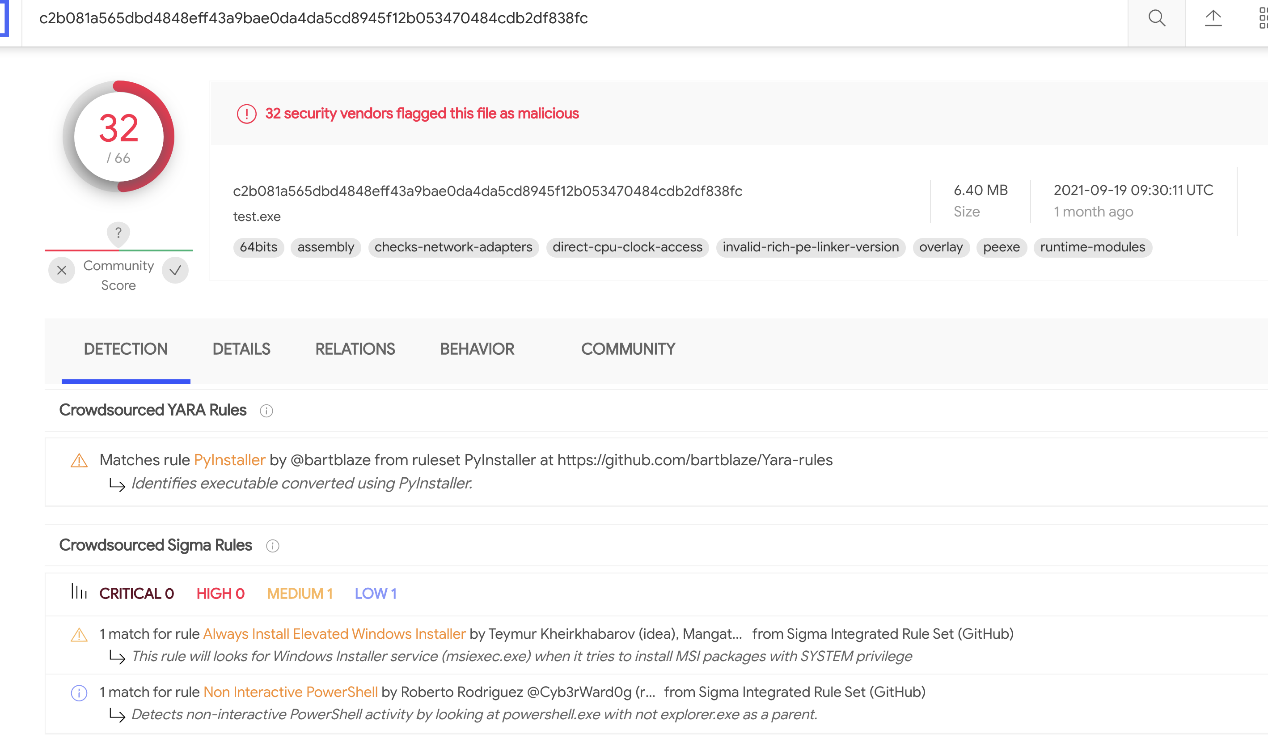 c2b081a565dbd4848eff43a9bae0da4da5cd8945f12b053470484cdb2df838fc
32
/ 66
32 security vendors flagged this file as malicious
c2b081a565dbd4848eff43a9bae0da4da5cd8945f12b053470484cdb2df838fc
test.exe
6.40 MB
Size
2021-09-19 09:30:11 UTC
1 month ago
64bits assembly checks-network-adapters direct-cpu-clock-access invalid-rich-pe-linker-version overlay peexe runtime-modules
?
Community
Score
DETECTION DETAILS RELATIONS BEHAVIOR COMMUNITY
Crowdsourced YARA Rules
Matches rule PyInstaller by @bartblaze from ruleset PyInstaller at https://github.com/bartblaze/Yara-rules
Identifies executable converted using PyInstaller.
Crowdsourced Sigma Rules
CRITICAL 0 HIGH 0 MEDIUM 1 LOW 1
1 match for rule Always Install Elevated Windows Installer by Teymur Kheirkhabarov (idea), Mangat... from Sigma Integrated Rule Set (GitHub)
This rule will looks for Windows Installer service (msiexec.exe) when it tries to install MSI packages with SYSTEM privilege
1 match for rule Non Interactive PowerShell by Roberto Rodriguez @Cyb3rWard0g (r... from Sigma Integrated Rule Set (GitHub)
Detects non-interactive PowerShell activity by looking at powershell.exe with not explorer.exe as a parent.